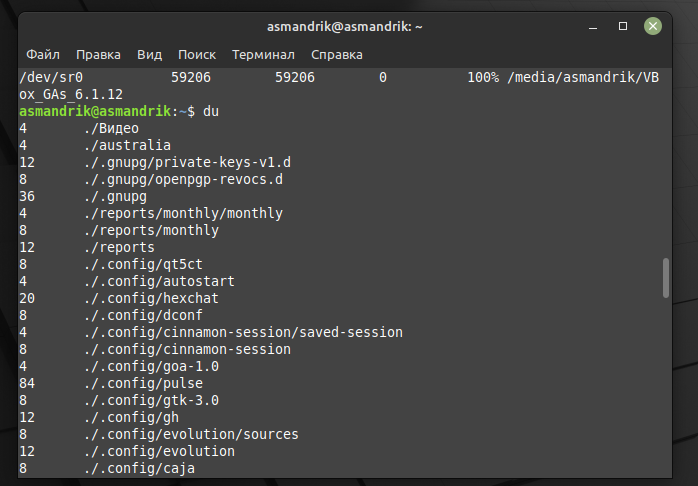 asmandrik@asmandrik: ~
Файл Правка Вид Поиск Терминал Справка
/dev/sr0 59206 59206 0 100% /media/asmandrik/VB
ox_GAs_6.1.12
asmandrik@asmandrik:~$ du
4 ./Видео
4 ./australia
12 ./.gnupg/private-keys-v1.d
8 ./.gnupg/openpgp-revocs.d
36 ./.gnupg
4 ./reports/monthly/monthly
8 ./reports/monthly
12 ./reports
8 ./.config/qt5ct
4 ./.config/autostart
20 ./.config/hexchat
8 ./.config/dconf
4 ./.config/cinnamon-session/saved-session
8 ./.config/cinnamon-session
4 ./.config/goa-1.0
84 ./.config/pulse
8 ./.config/gtk-3.0
12 ./.config/gh
8 ./.config/evolution/sources
12 ./.config/evolution
8 ./.config/caja